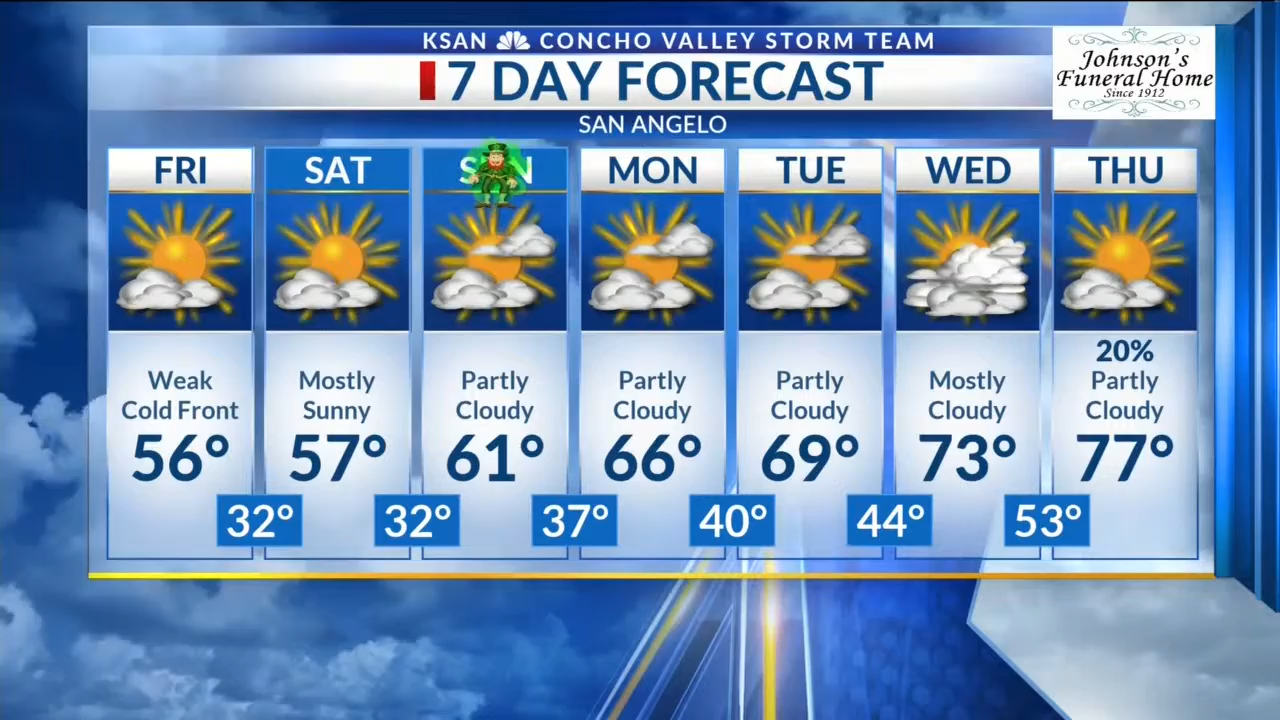 KSAN CONCHO VALLEY STORM TEAM
7 DAY FORECAST
SAN ANGELO
Johnson's
Funeral Home
Since 1912
FRI
Weak
Cold Front
56°
SAT
Mostly
Sunny
57°
SUN
Partly
Cloudy
61°
MON
Partly
Cloudy
66°
TUE
Partly
Cloudy
69°
WED
Mostly
Cloudy
73°
THU
20%
Partly
Cloudy
77°
32°
32°
37°
40°
44°
53°